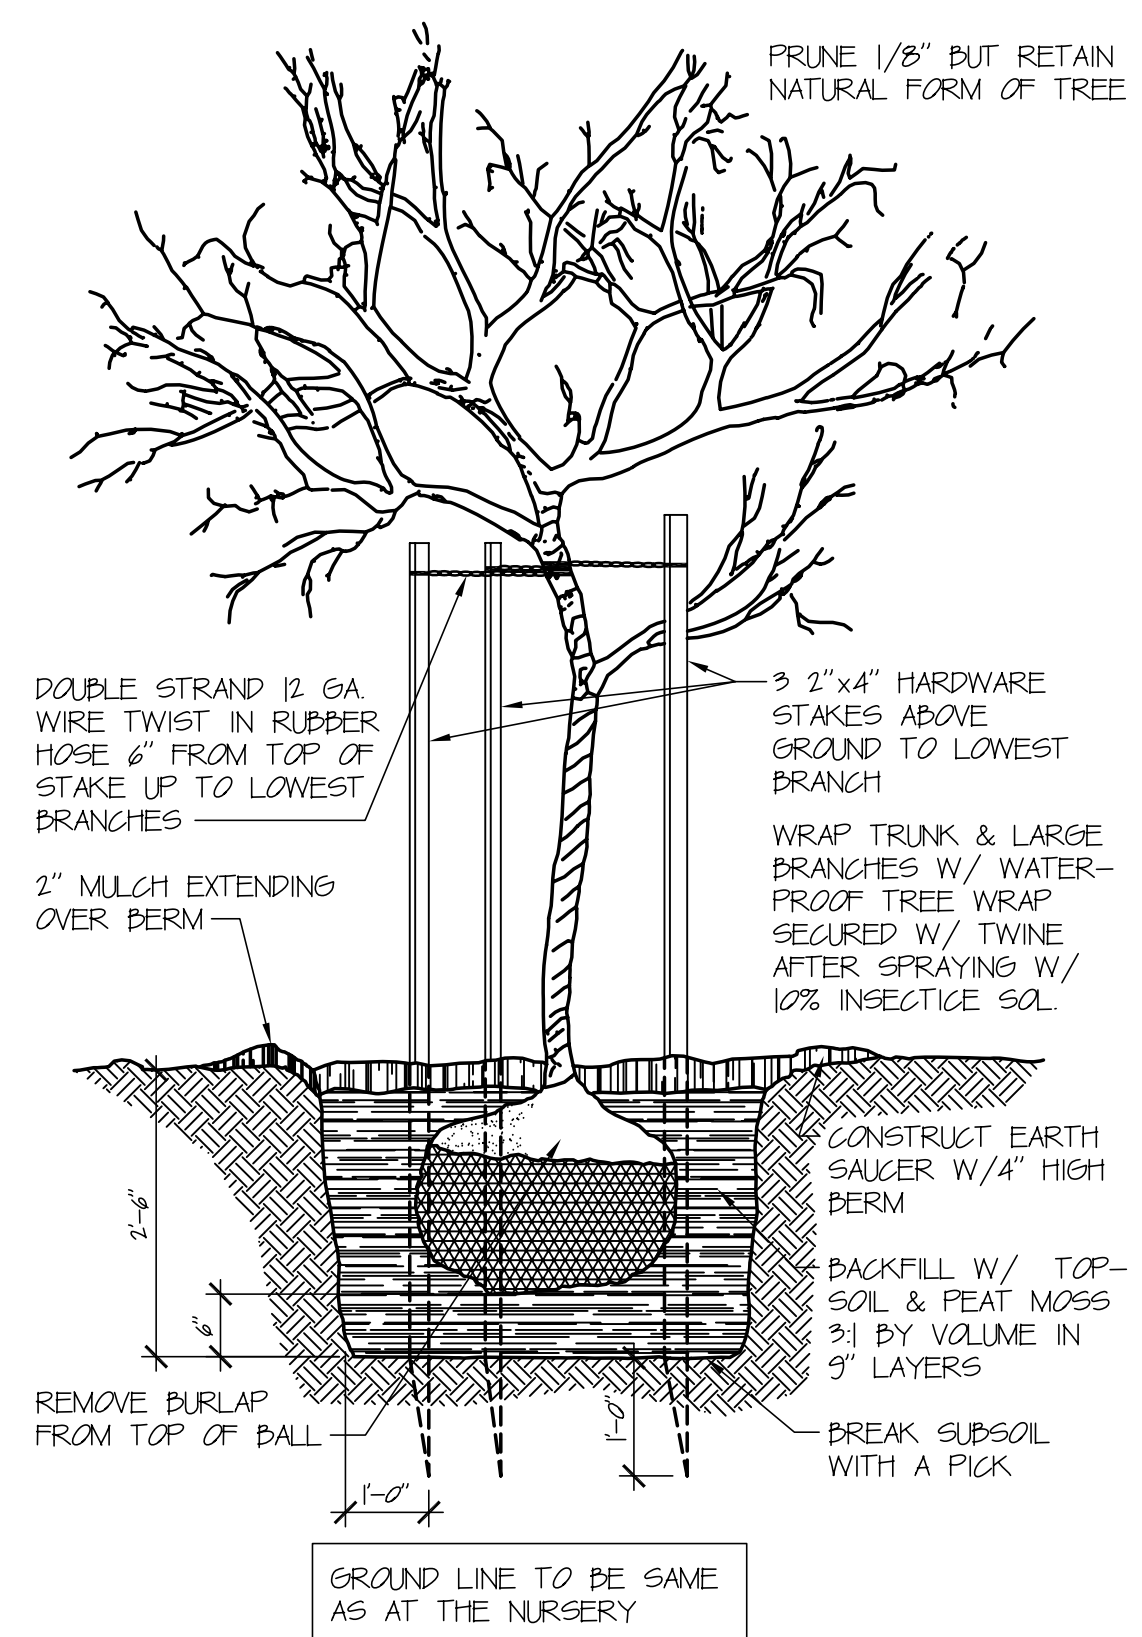 PRUNE 1/8" BUT RETAIN
NATURAL FORM OF TREE
DOUBLE STRAND 12 GA.
WIRE TWIST IN RUBBER
HOSE 6" FROM TOP OF
STAKE UP TO LOWEST
BRANCHES
3 2"x4" HARDWARE
STAKES ABOVE
GROUND TO LOWEST
BRANCH
WRAP TRUNK & LARGE
BRANCHES W/ WATER-
PROOF TREE WRAP
SECURED W/ TWINE
AFTER SPRAYING W/
10% INSECTICE SOL.
2" MULCH EXTENDING
OVER BERM
CONSTRUCT EARTH
SAUCER W/4" HIGH
BERM
2'-6"
6"
BACKFILL W/ TOP-
SOIL & PEAT MOSS
3:1 BY VOLUME IN
9" LAYERS
REMOVE BURLAP
FROM TOP OF BALL
1'-0"
BREAK SUBSOIL
WITH A PICK
1'-0"
GROUND LINE TO BE SAME
AS AT THE NURSERY